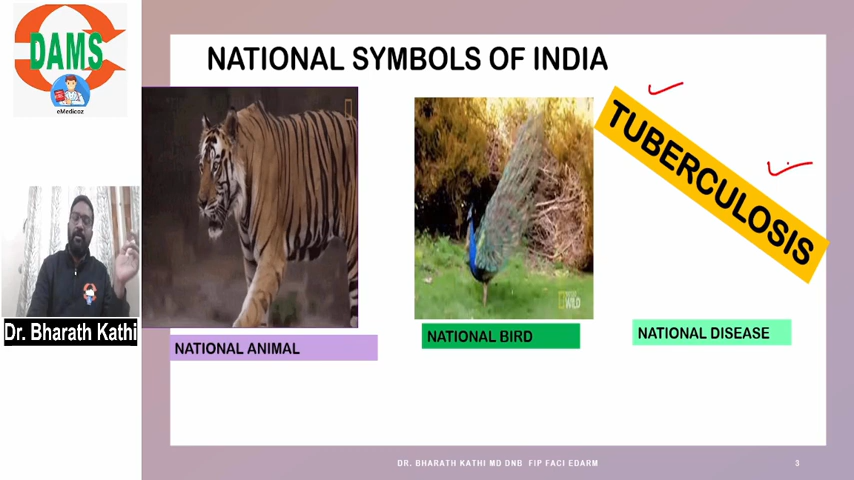 DAMS
eMedicoz
NATIONAL SYMBOLS OF INDIA
TUBERCULOSIS
WILD
Dr. Bharath Kathi
NATIONAL ANIMAL
NATIONAL BIRD
NATIONAL DISEASE
DR. BHARATH KATHI MD DNB FIP FACI EDARM
3